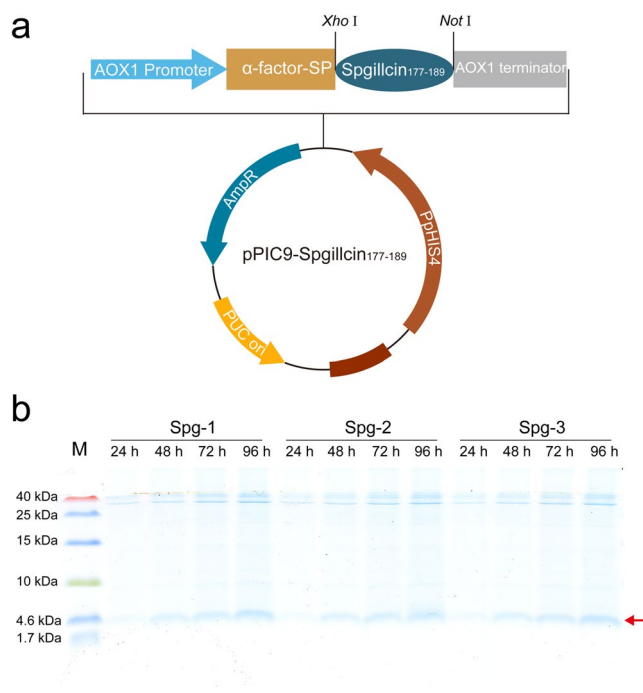 a
Xho I
Not I
AOX1 Promoter
α-factor-SP
Spgillcin177-189
AOX1 terminator
AmpR
PpHIS4
pPIC9-Spgillcin177-189
PUC ori
b
Spg-1
Spg-2
Spg-3
M
24 h 48 h 72 h 96 h 24 h 48 h 72 h 96 h 24 h 48 h 72 h 96 h
40 kDa
25 kDa
15 kDa
10 kDa
4.6 kDa
1.7 kDa